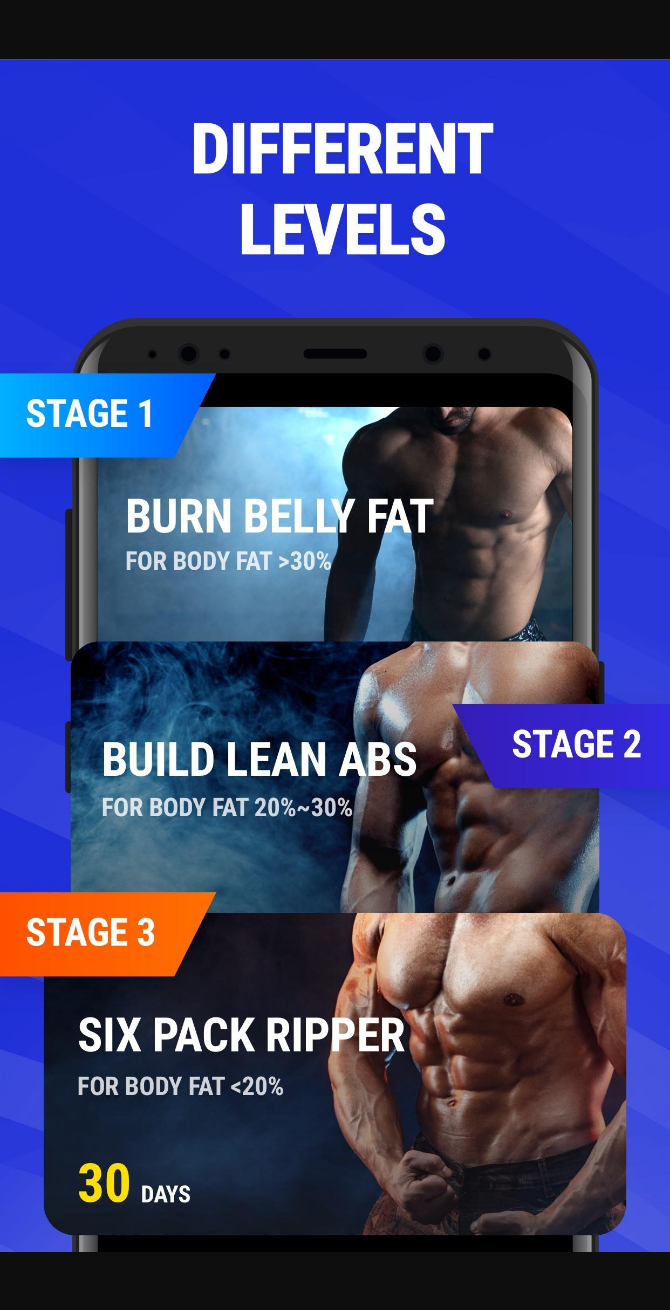 DIFFERENT
LEVELS
STAGE 1
BURN BELLY FAT
FOR BODY FAT >30%
STAGE 2
BUILD LEAN ABS
FOR BODY FAT 20%~30%
STAGE 3
SIX PACK RIPPER
FOR BODY FAT <20%
30 DAYS